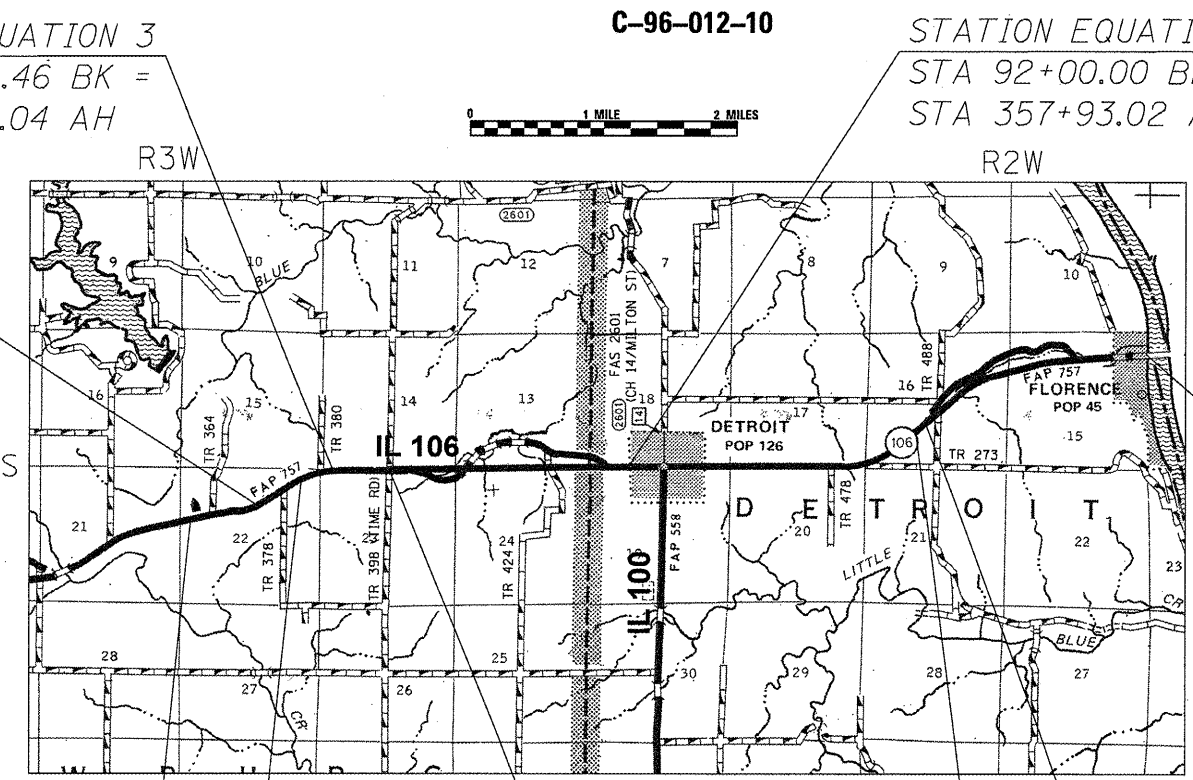 C–96–012–10
UATION 3
.46 BK =
.04 AH
STATION EQUATI
STA 92+00.00 B
STA 357+93.02
0 1 MILE 2 MILES
R3W
R2W
2601
9
10
BLUE
11
12
7
8
9
10
FAS 2601
(CH 14/MILTON ST)
16
15
TR 364
TR 380
14
13
2601
14
18
17
16
TR 488
FAP 757
FLORENCE
POP 45
15
DETROIT
POP 126
IL 106
106
TR 273
S
FAP 757
21
22
TR 378
TR 398 (TIME RD)
24
TR 424
FAP 558
IL 100
D E T R O I T
20
TR 478
21
22
LITTLE
23
CR
BLUE
28
27
CR
26
25
30
29
28
27